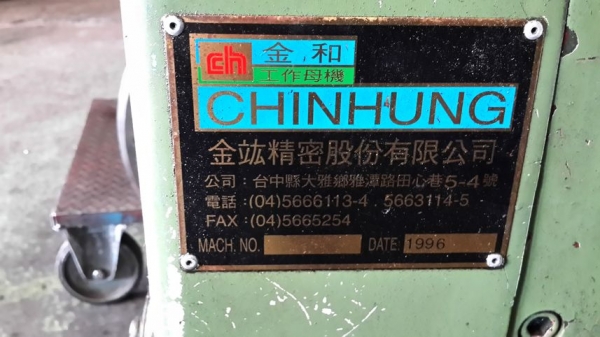 ch 金和
工作母機
CHINHUNG
金竑精密股份有限公司
公司：台中縣大雅鄉雅潭路田心巷5-4號
電話：(04)5666113-4 5663114-5
FAX：(04)5665254
MACH. NO. DATE 1996